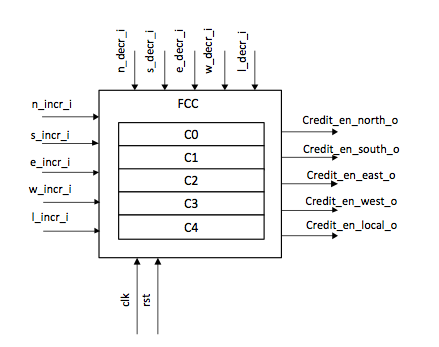 n_decr_i
s_decr_i
e_decr_i
w_decr_i
l_decr_i
FCC
n_incr_i
s_incr_i
e_incr_i
w_incr_i
l_incr_i
C0
C1
C2
C3
C4
Credit_en_north_o
Credit_en_south_o
Credit_en_east_o
Credit_en_west_o
Credit_en_local_o
clk
rst